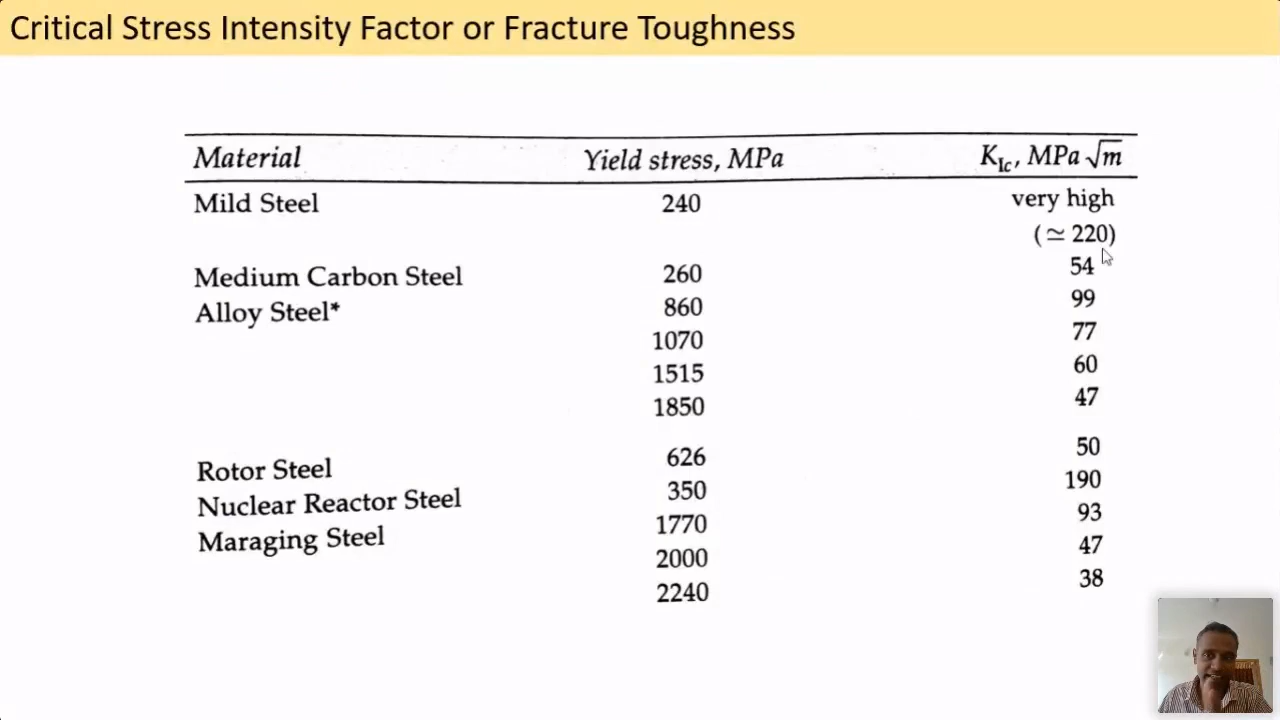 Critical Stress Intensity Factor or Fracture Toughness
Material Yield stress, MPa K_Ic, MPa √m
Mild Steel 240 very high
(≃ 220)
Medium Carbon Steel 260 54
Alloy Steel* 860 99
1070 77
1515 60
1850 47
Rotor Steel 626 50
Nuclear Reactor Steel 350 190
Maraging Steel 1770 93
2000 47
2240 38